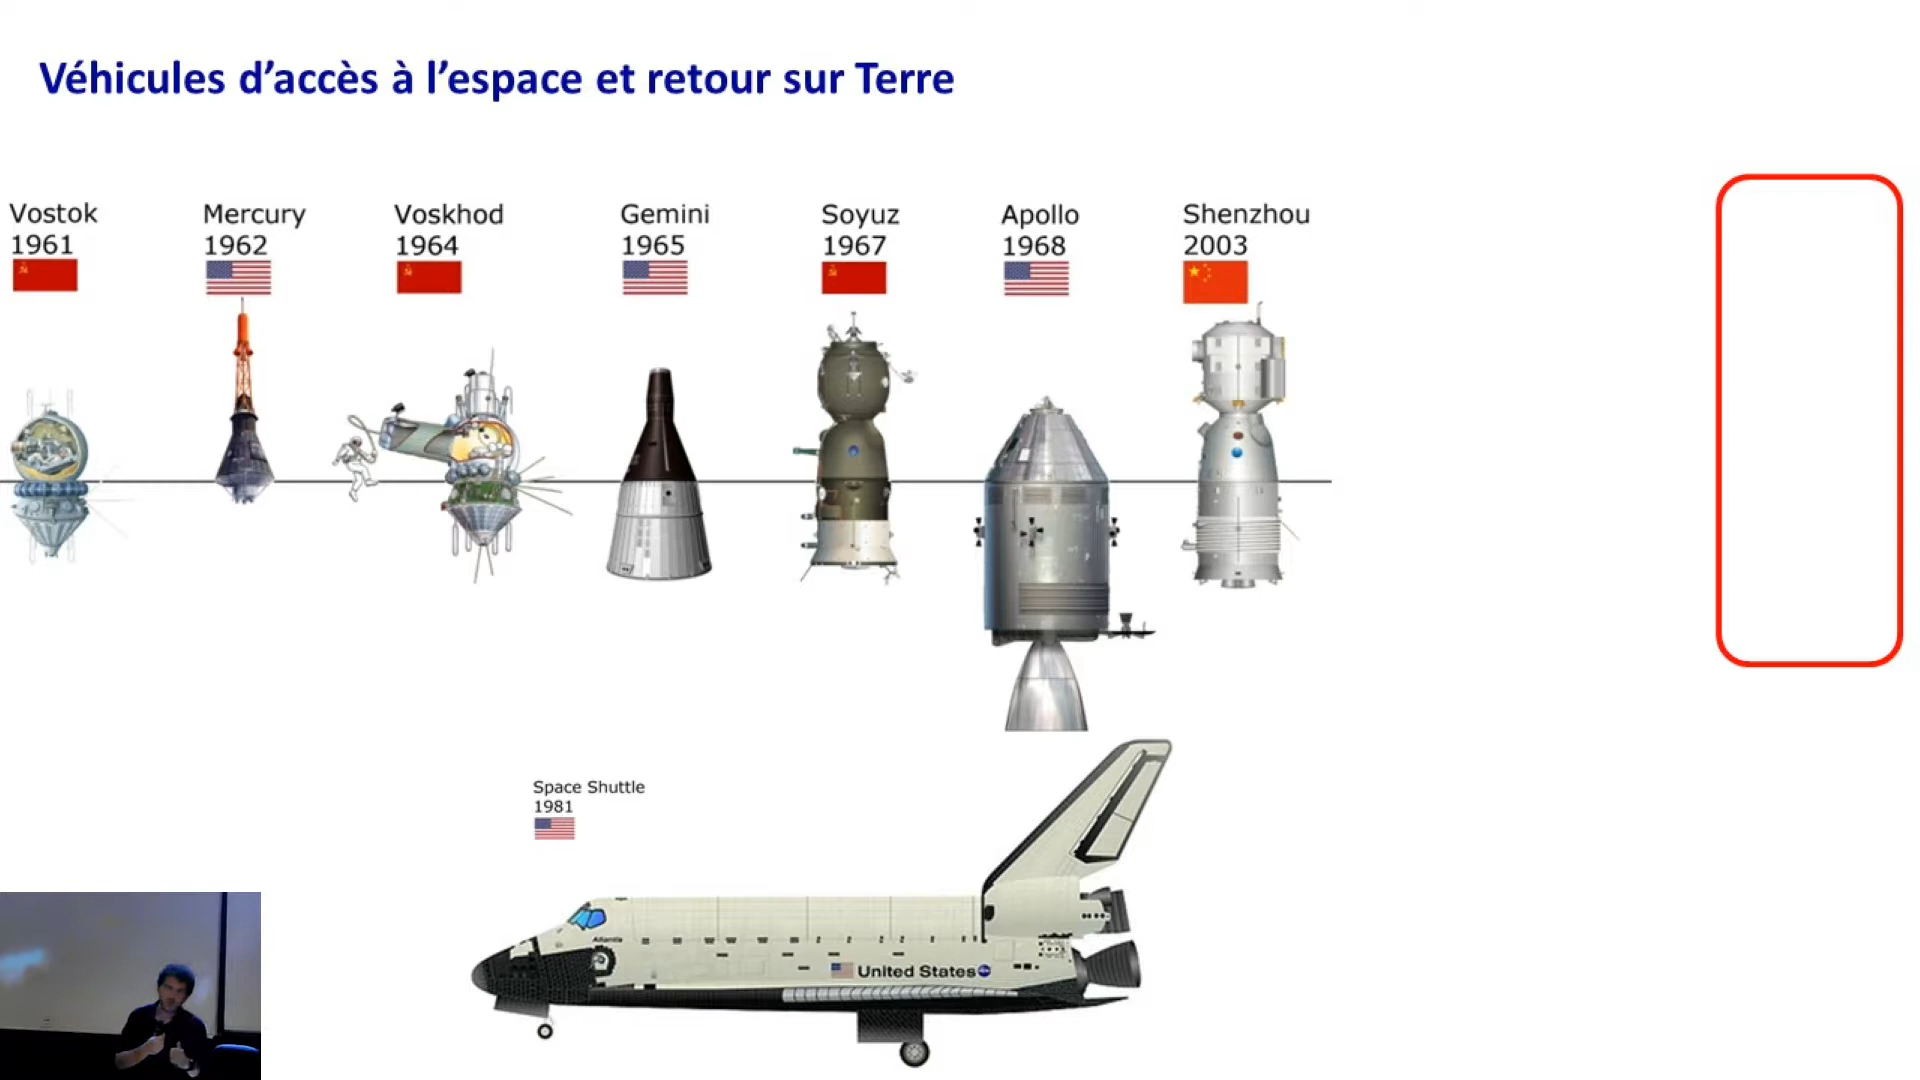 Véhicules d’accès à l’espace et retour sur Terre
Vostok
1961
Mercury
1962
Voskhod
1964
Gemini
1965
Soyuz
1967
Apollo
1968
Shenzhou
2003
Space Shuttle
1981
Atlantis
United States